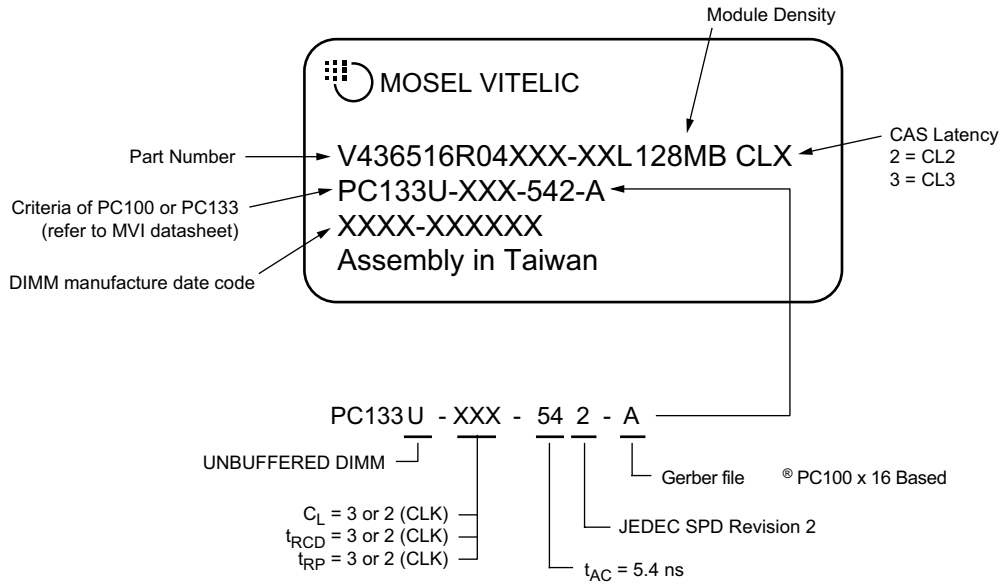 Module Density
MOSEL VITELIC
Part Number
V436516R04XXX-XXL128MB CLX
CAS Latency
2 = CL2
3 = CL3
Criteria of PC100 or PC133
(refer to MVI datasheet)
PC133U-XXX-542-A
XXXX-XXXXXX
DIMM manufacture date code
Assembly in Taiwan
PC133 U - XXX - 54 2 - A
UNBUFFERED DIMM
Gerber file ® PC100 x 16 Based
CL = 3 or 2 (CLK)
tRCD = 3 or 2 (CLK)
tRP = 3 or 2 (CLK)
JEDEC SPD Revision 2
tAC = 5.4 ns